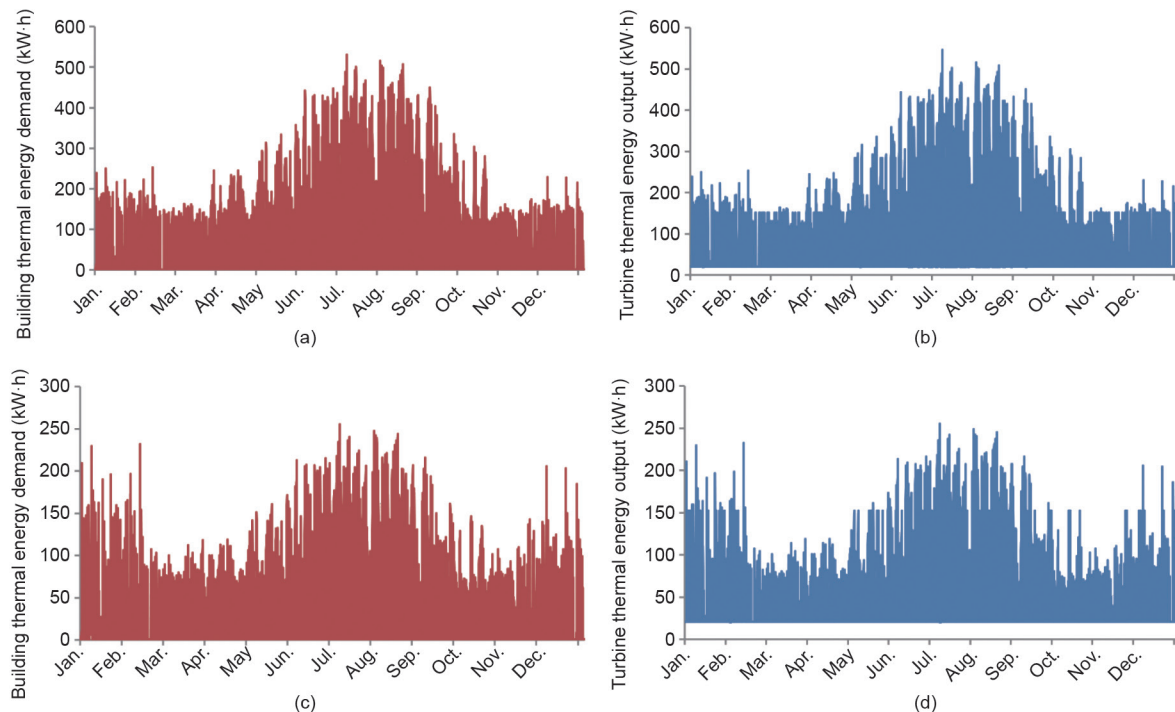 Building thermal energy demand (kW·h)
600
500
400
300
200
100
0
Jan. Feb. Mar. Apr. May Jun. Jul. Aug. Sep. Oct. Nov. Dec.
(a)
Turbine thermal energy output (kW·h)
600
500
400
300
200
100
0
Jan. Feb. Mar. Apr. May Jun. Jul. Aug. Sep. Oct. Nov. Dec.
(b)
Building thermal energy demand (kW·h)
300
250
200
150
100
50
0
Jan. Feb. Mar. Apr. May Jun. Jul. Aug. Sep. Oct. Nov. Dec.
(c)
Turbine thermal energy output (kW·h)
300
250
200
150
100
50
0
Jan. Feb. Mar. Apr. May Jun. Jul. Aug. Sep. Oct. Nov. Dec.
(d)